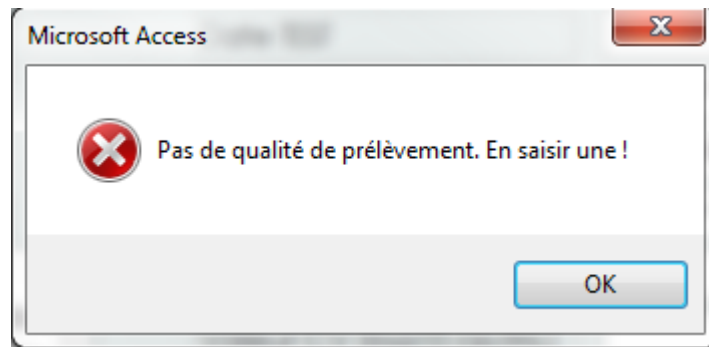 Microsoft Access
Pas de qualité de prélèvement. En saisir une !
OK